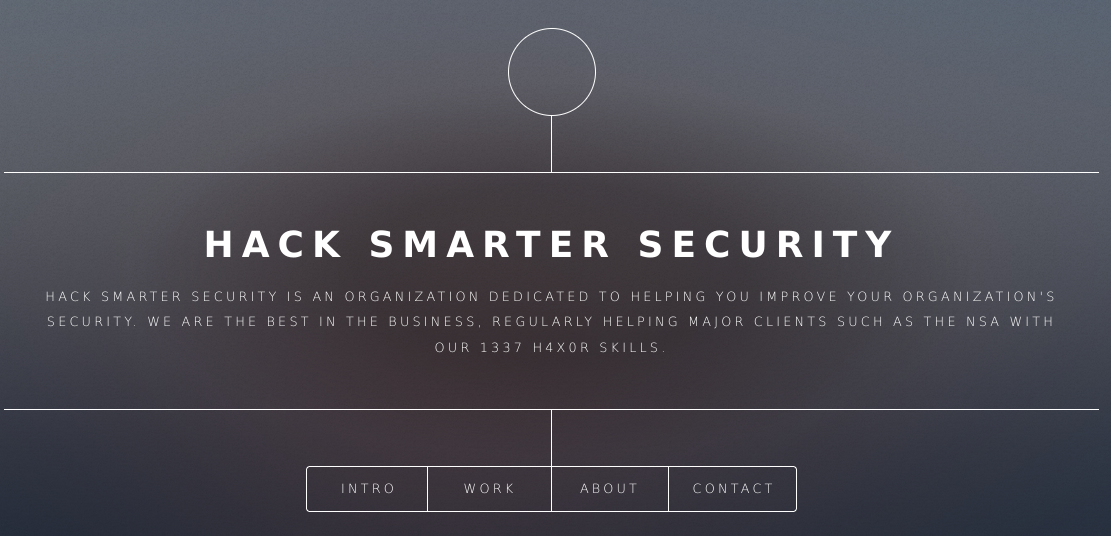 HACK SMARTER SECURITY
HACK SMARTER SECURITY IS AN ORGANIZATION DEDICATED TO HELPING YOU IMPROVE YOUR ORGANIZATION'S
SECURITY. WE ARE THE BEST IN THE BUSINESS, REGULARLY HELPING MAJOR CLIENTS SUCH AS THE NSA WITH
OUR 1337 H4X0R SKILLS.
INTRO WORK ABOUT CONTACT